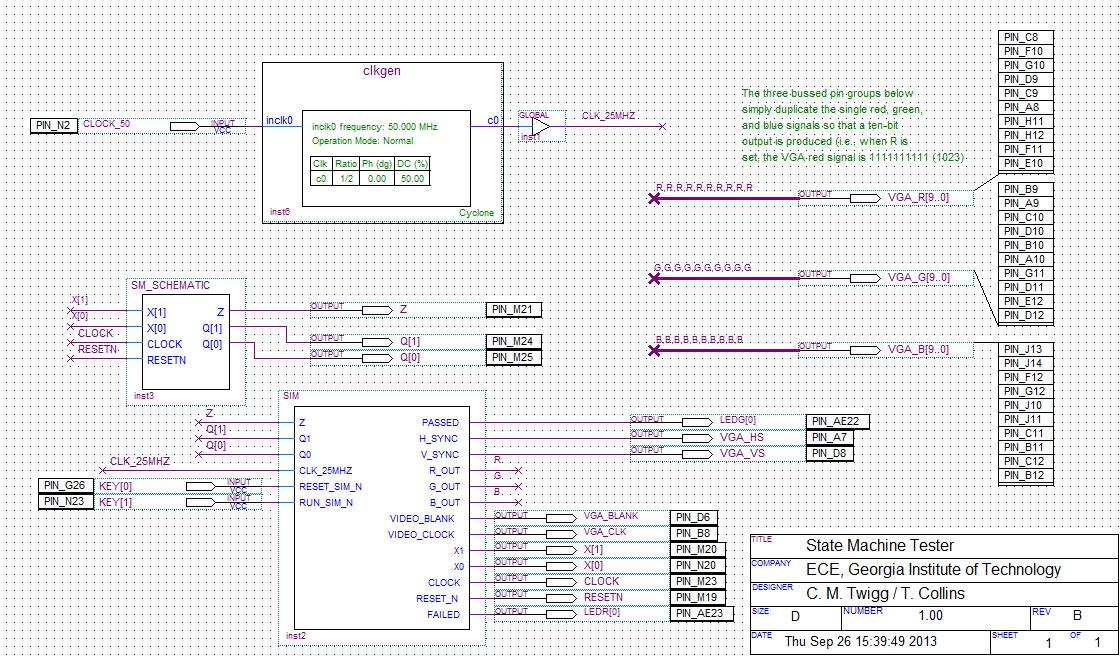 clkgen
PIN_N2 CLOCK_50 INPUT VCC
inclk0 c0
inclk0 frequency: 50.000 MHz
Operation Mode: Normal
Clk Ratio Ph (dg) DC (%)
c0 1/2 0.00 50.00
inst6 Cyclone
GLOBAL
inst1
CLK_25MHZ
The three bussed pin groups below
simply duplicate the single red, green,
and blue signals so that a ten-bit
output is produced (i.e., when R is
set, the VGA red signal is 1111111111 (1023)
R,R,R,R,R,R,R,R,R,R OUTPUT VGA_R[9..0]
PIN_C8
PIN_F10
PIN_G10
PIN_D9
PIN_C9
PIN_A8
PIN_H11
PIN_H12
PIN_F11
PIN_E10
G,G,G,G,G,G,G,G,G,G OUTPUT VGA_G[9..0]
PIN_B9
PIN_A9
PIN_C10
PIN_D10
PIN_B10
PIN_A10
PIN_G11
PIN_D11
PIN_E12
PIN_D12
B,B,B,B,B,B,B,B,B,B OUTPUT VGA_B[9..0]
PIN_J13
PIN_J14
PIN_F12
PIN_G12
PIN_J10
PIN_J11
PIN_C11
PIN_B11
PIN_C12
PIN_B12
SM_SCHEMATIC
X[1] X[1] Z OUTPUT Z PIN_M21
X[0] X[0] Q[1] OUTPUT Q[1] PIN_M24
CLOCK CLOCK Q[0] OUTPUT Q[0] PIN_M25
RESETN RESETN
inst3
SIM
Z Z PASSED OUTPUT LEDG[0] PIN_AE22
Q[1] Q1 H_SYNC OUTPUT VGA_HS PIN_A7
Q[0] Q0 V_SYNC OUTPUT VGA_VS PIN_D8
CLK_25MHZ CLK_25MHZ R_OUT R
PIN_G26 KEY[0] INPUT VCC RESET_SIM_N G_OUT G
PIN_N23 KEY[1] INPUT VCC RUN_SIM_N B_OUT B
VIDEO_BLANK OUTPUT VGA_BLANK PIN_D6
VIDEO_CLOCK OUTPUT VGA_CLK PIN_B8
X1 OUTPUT X[1] PIN_M20
X0 OUTPUT X[0] PIN_N20
CLOCK OUTPUT CLOCK PIN_M23
RESET_N OUTPUT RESETN PIN_M19
FAILED OUTPUT LEDR[0] PIN_AE23
inst2
TITLE State Machine Tester
COMPANY ECE, Georgia Institute of Technology
DESIGNER C. M. Twigg / T. Collins
SIZE D NUMBER 1.00 REV B
DATE Thu Sep 26 15:39:49 2013 SHEET 1 OF 1